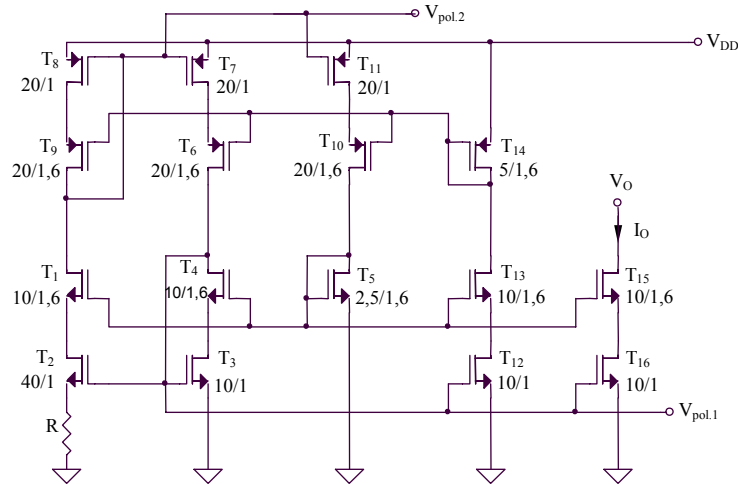 V_pol.2
V_DD
T_8
20/1
T_7
20/1
T_11
20/1
T_9
20/1,6
T_6
20/1,6
T_10
20/1,6
T_14
5/1,6
V_O
I_O
T_1
10/1,6
T_4
10/1,6
T_5
2,5/1,6
T_13
10/1,6
T_15
10/1,6
T_2
40/1
T_3
10/1
T_12
10/1
T_16
10/1
R
V_pol.1